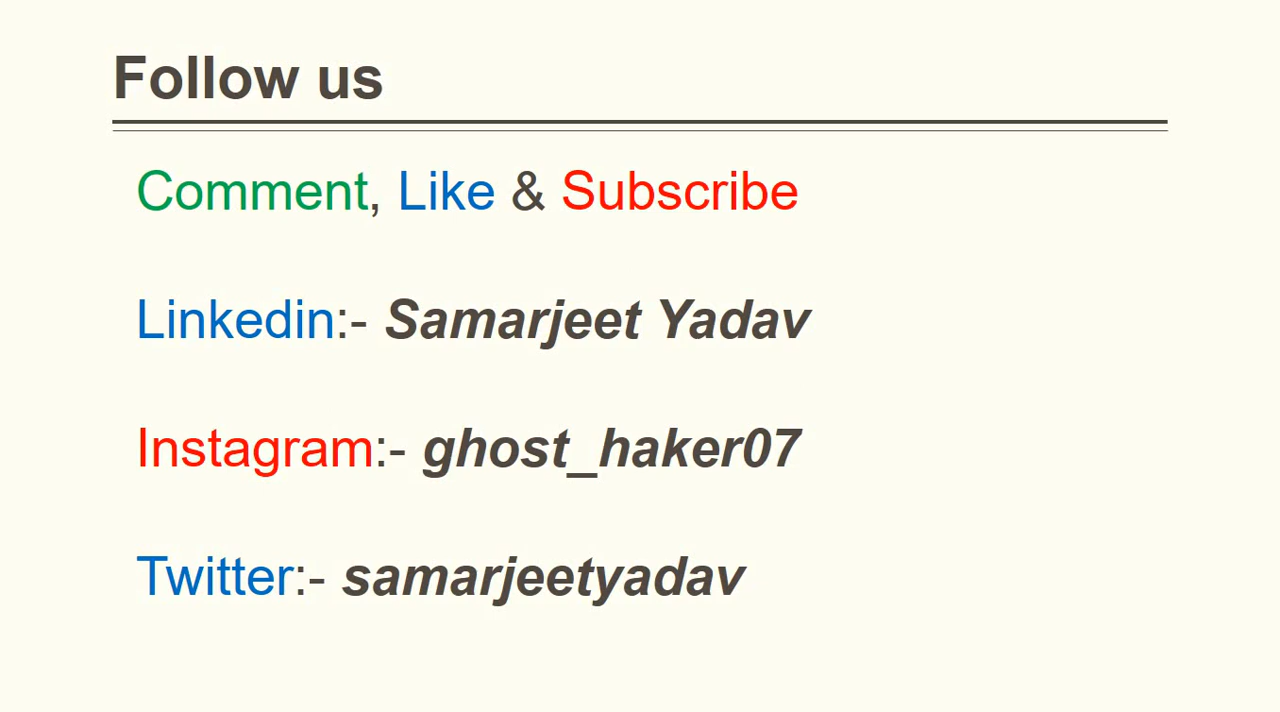 Follow us
Comment, Like & Subscribe
Linkedin:- Samarjeet Yadav
Instagram:- ghost_haker07
Twitter:- samarjeetyadav